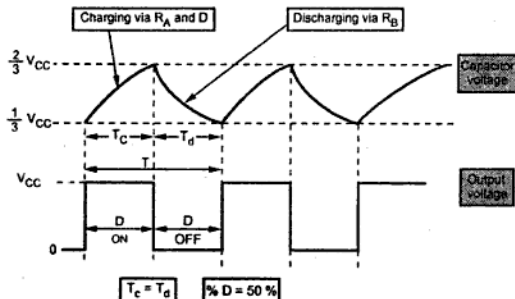 Charging via R_A and D
Discharging via R_B
2/3 V_CC
Capacitor voltage
1/3 V_CC
T_C
T_d
T
V_CC
Output voltage
D
ON
D
OFF
0
T_c = T_d
% D = 50 %